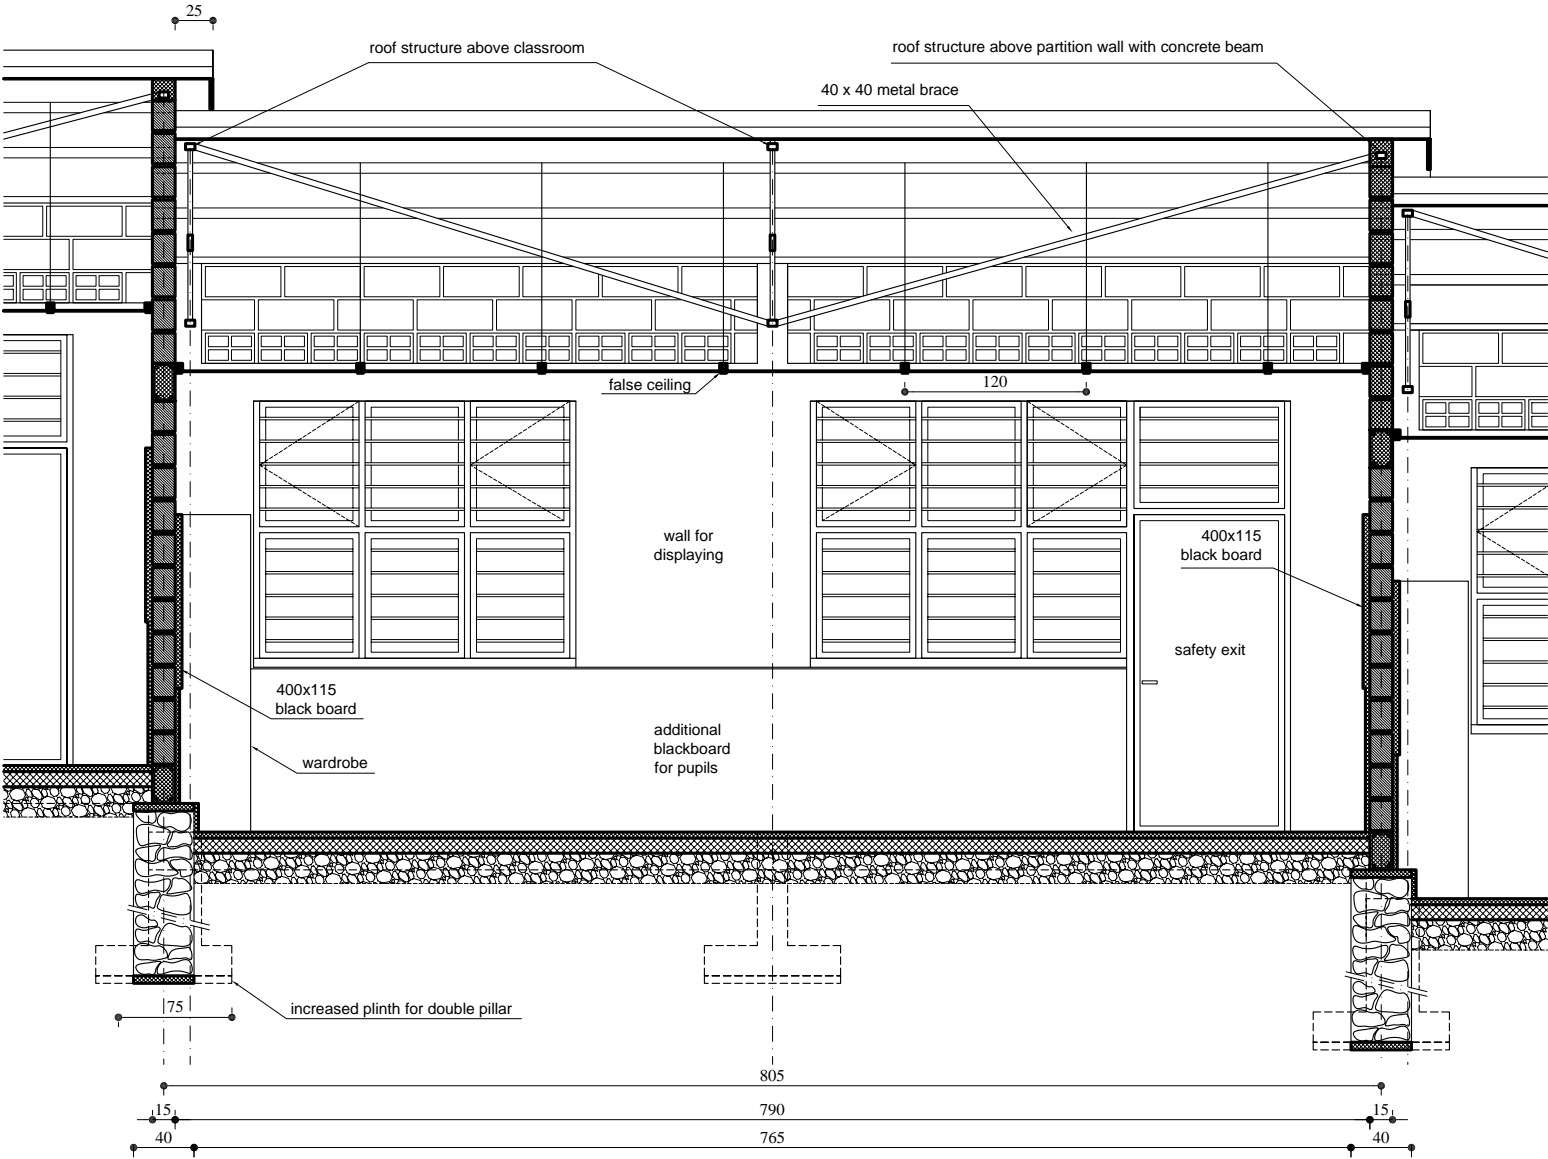 25
roof structure above classroom
roof structure above partition wall with concrete beam
40 x 40 metal brace
false ceiling
120
wall for
displaying
400x115
black board
safety exit
400x115
black board
additional
blackboard
for pupils
wardrobe
increased plinth for double pillar
75
805
15
790
15
40
765
40